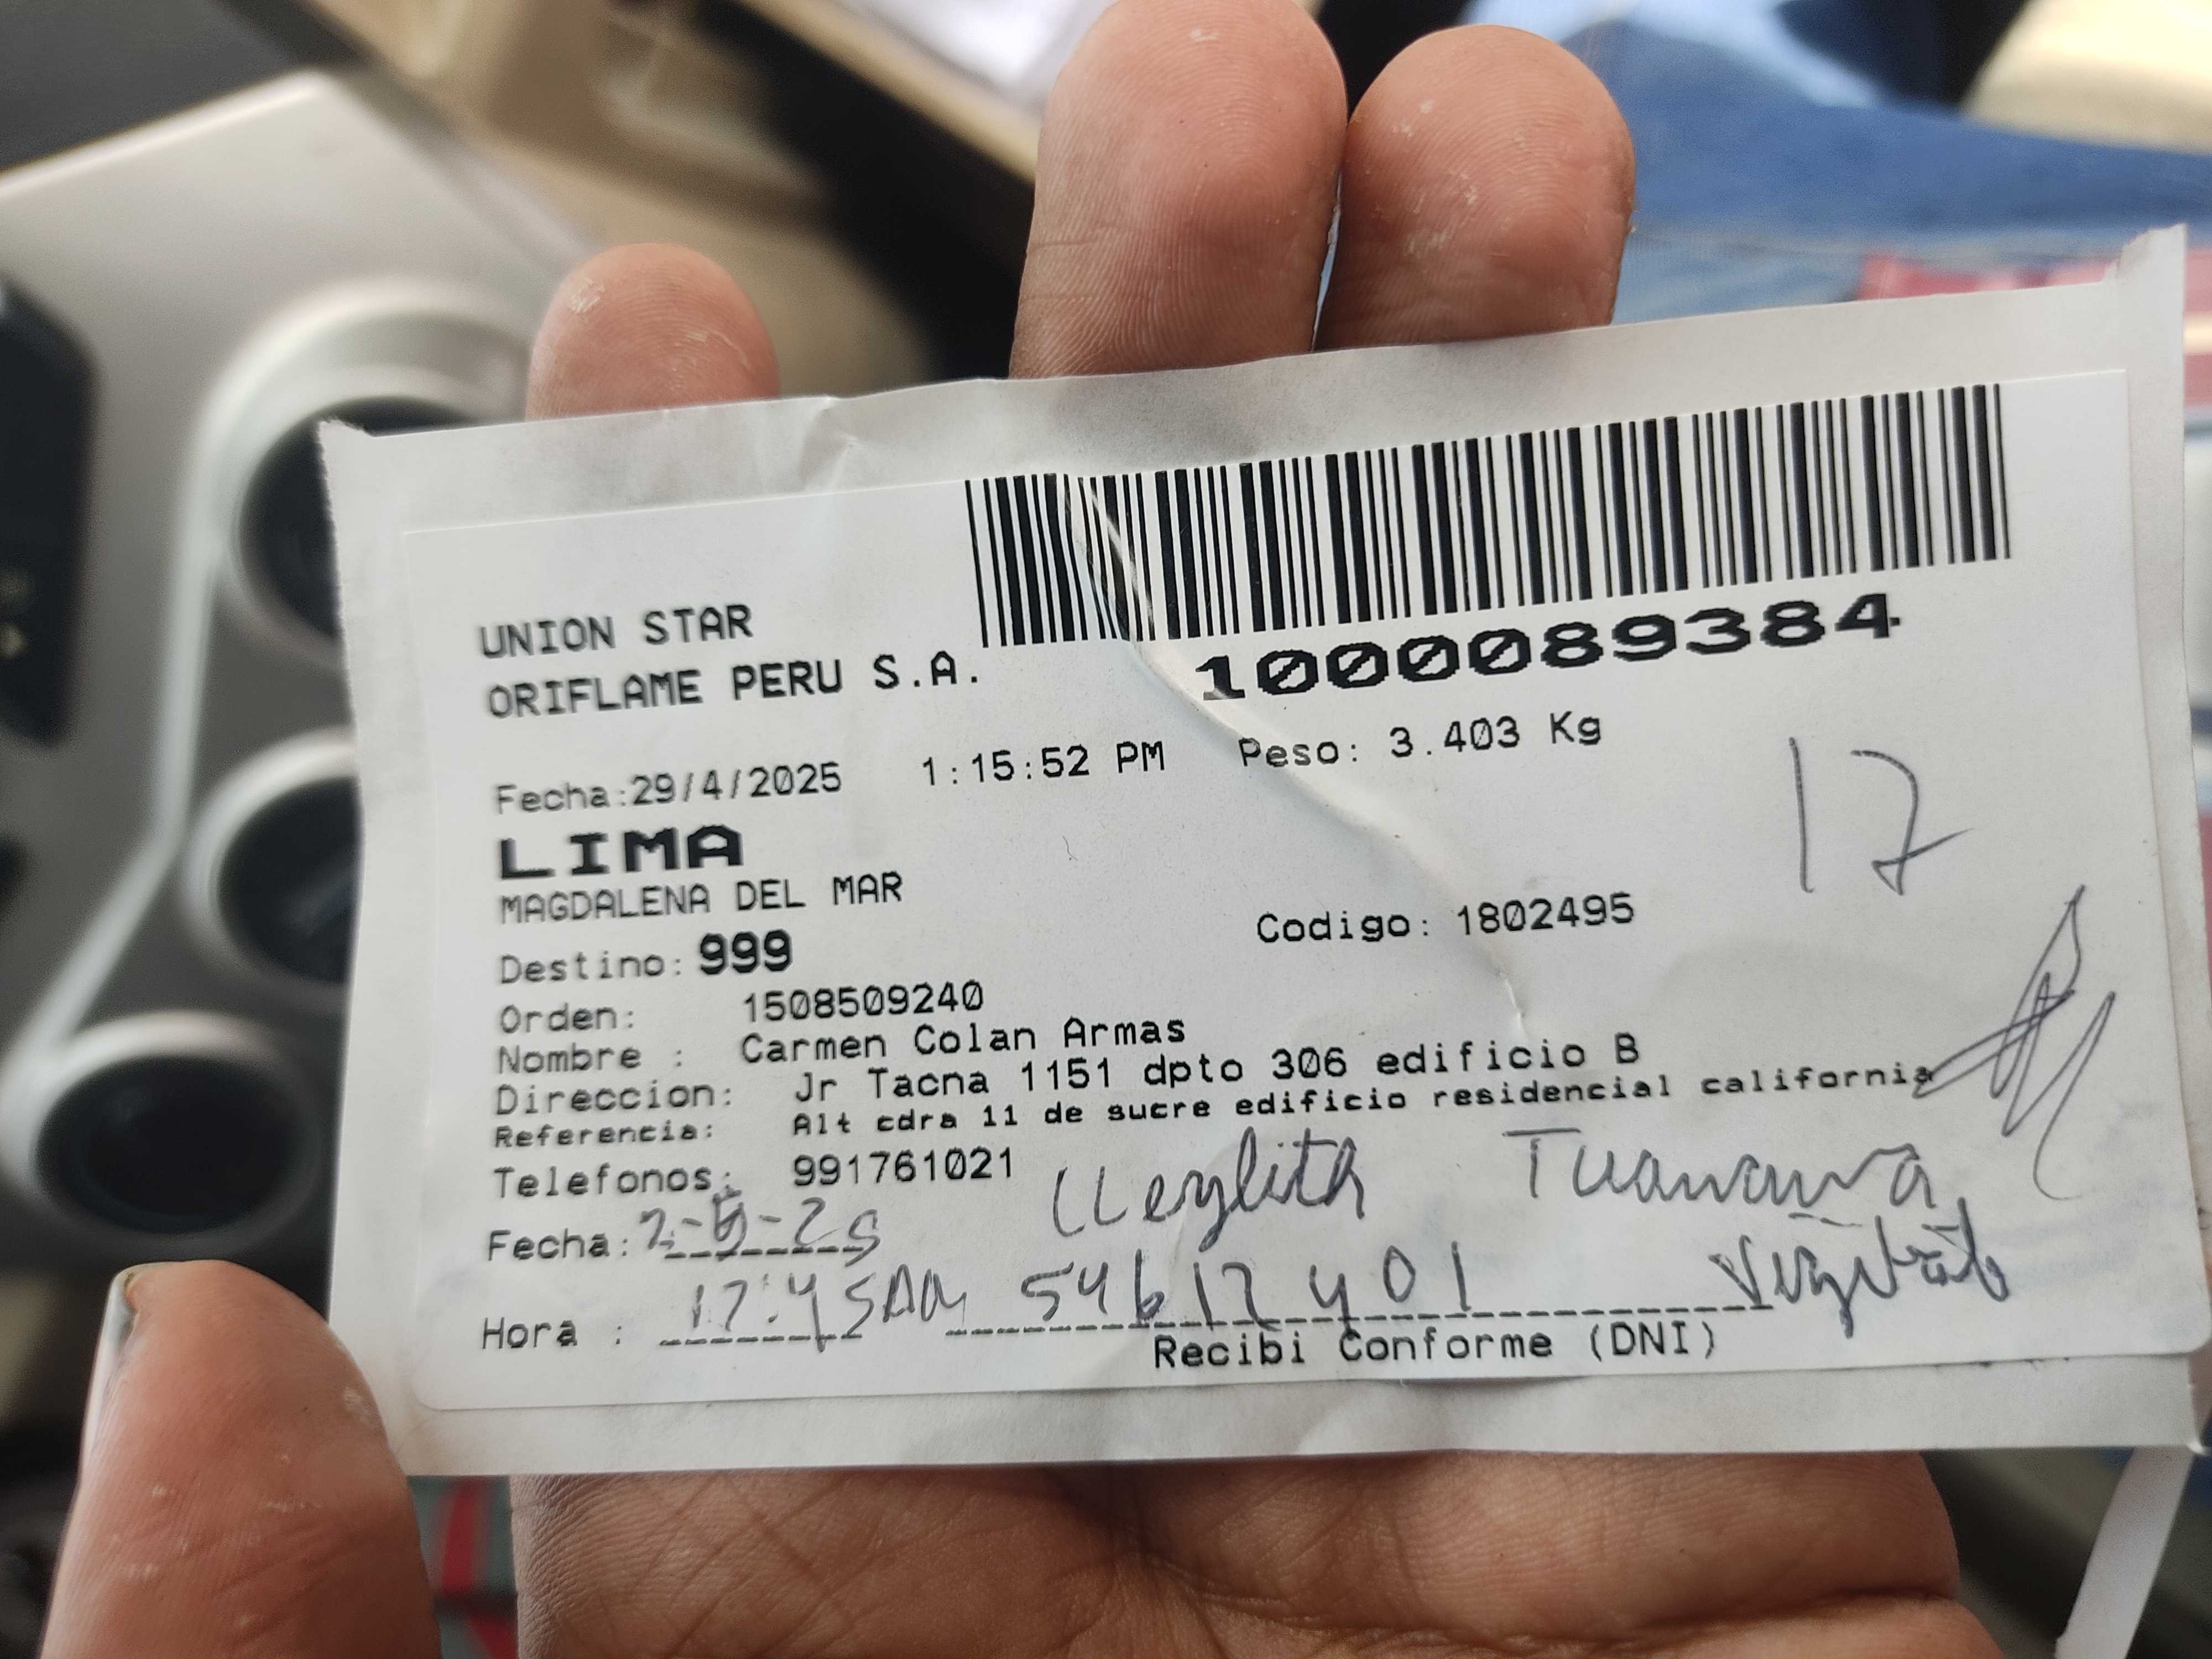 UNION STAR
ORIFLAME PERU S.A.
1000089384
Fecha:29/4/2025 1:15:52 PM Peso: 3.403 Kg
17
LIMA
MAGDALENA DEL MAR
Destino: 999 Codigo: 1802495
Orden: 1508509240
Nombre : Carmen Colan Armas
Direccion: Jr Tacna 1151 dpto 306 edificio B
Referencia: Alt cdra 11 de sucre edificio residencial california
Telefonos: 991761021
Fecha: 2-5-25
Hora : 54612401
Recibi Conforme (DNI)